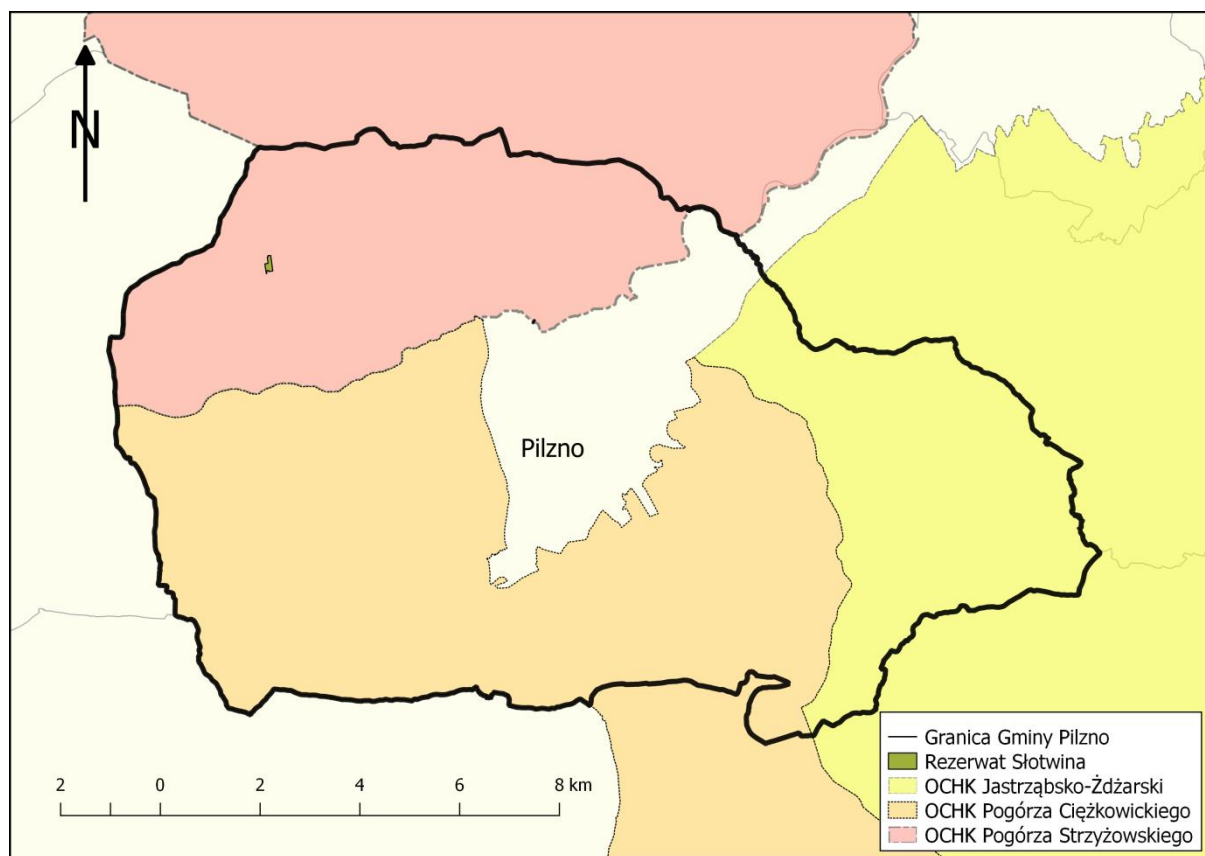 N
Pilzno
2 0 2 4 6 8 km
Granica Gminy Pilzno
Rezerwat Słotwina
OCHK Jastrząbsko-Żdżarski
OCHK Pogórza Ciężkowickiego
OCHK Pogórza Strzyżowskiego